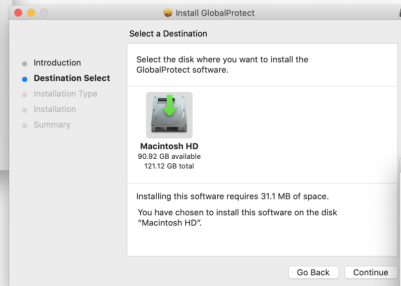 Install GlobalProtect
Select a Destination
Introduction
Destination Select
Installation Type
Installation
Summary
Select the disk where you want to install the
GlobalProtect software.
Macintosh HD
90.92 GB available
121.12 GB total
Installing this software requires 31.1 MB of space.
You have chosen to install this software on the disk
"Macintosh HD".
Go Back
Continue